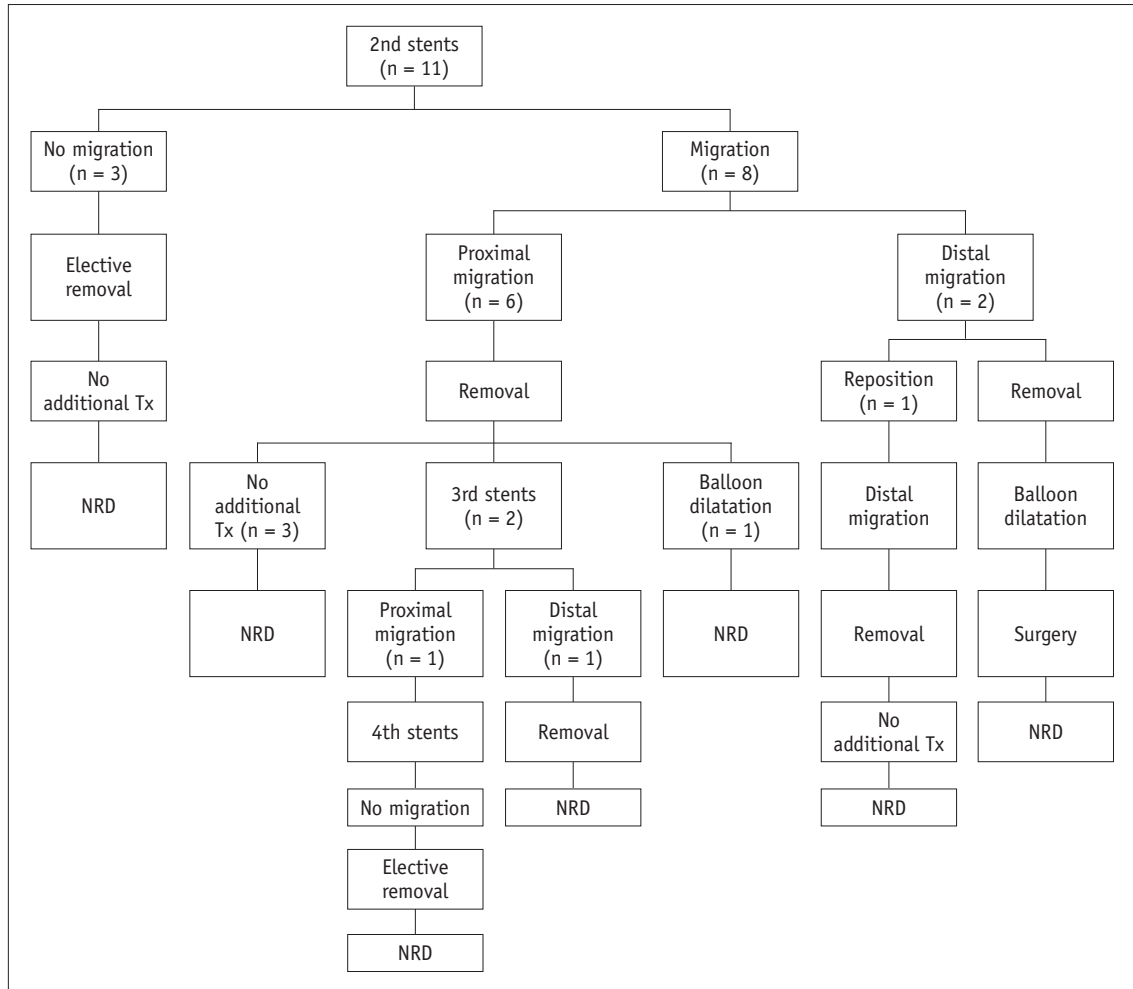 2nd stents
(n = 11)
No migration
(n = 3)
Migration
(n = 8)
Elective
removal
Proximal
migration
(n = 6)
Distal
migration
(n = 2)
No
additional Tx
Removal
Reposition
(n = 1)
Removal
NRD
No
additional
Tx (n = 3)
3rd stents
(n = 2)
Balloon
dilatation
(n = 1)
Distal
migration
Balloon
dilatation
NRD
Proximal
migration
(n = 1)
Distal
migration
(n = 1)
NRD
Removal
Surgery
4th stents
Removal
No
additional Tx
NRD
No migration
NRD
NRD
Elective
removal
NRD